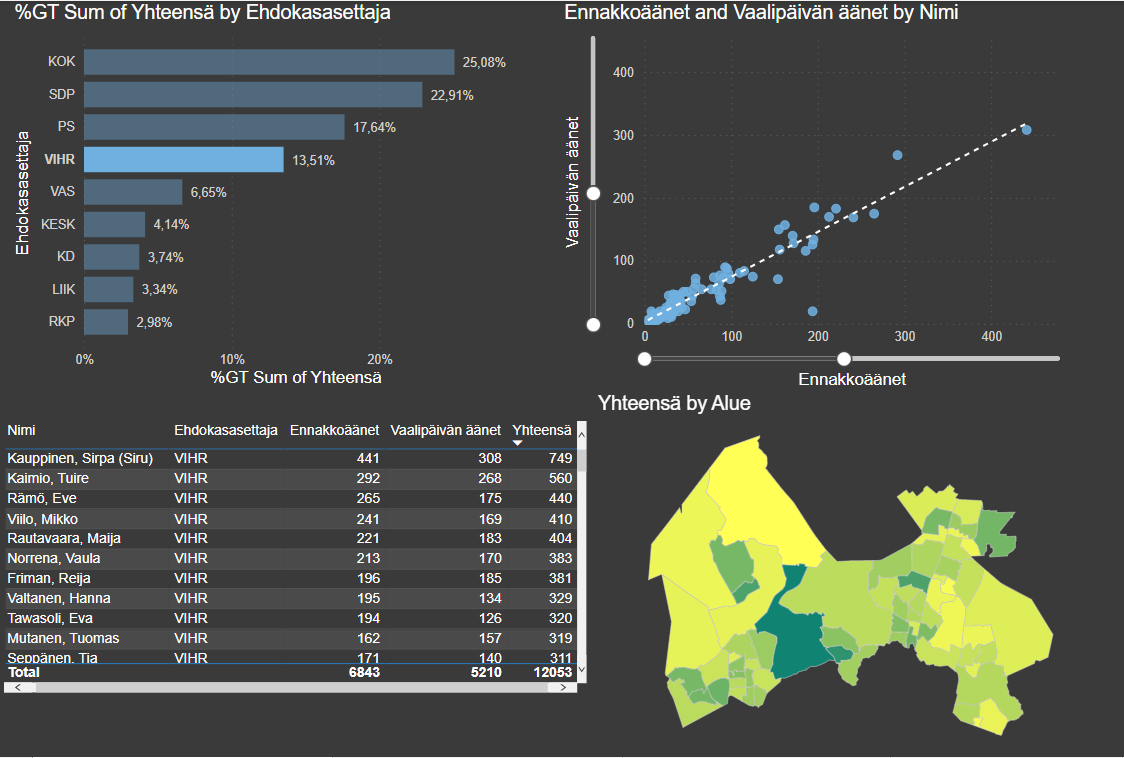 %GT Sum of Yhteensä by Ehdokasasettaja
Ehdokasasettaja
KOK 25,08%
SDP 22,91%
PS 17,64%
VIHR 13,51%
VAS 6,65%
KESK 4,14%
KD 3,74%
LIIK 3,34%
RKP 2,98%
0% 10% 20%
%GT Sum of Yhteensä
Ennakkoäänet and Vaalipäivän äänet by Nimi
Vaalipäivän äänet
400
300
200
100
0
0 100 200 300 400
Ennakkoäänet
Nimi Ehdokasasettaja Ennakkoäänet Vaalipäivän äänet Yhteensä
Kauppinen, Sirpa (Siru) VIHR 441 308 749
Kaimio, Tuire VIHR 292 268 560
Rämö, Eve VIHR 265 175 440
Viilo, Mikko VIHR 241 169 410
Rautavaara, Maija VIHR 221 183 404
Norrena, Vaula VIHR 213 170 383
Friman, Reija VIHR 196 185 381
Valtanen, Hanna VIHR 195 134 329
Tawasoli, Eva VIHR 194 126 320
Mutanen, Tuomas VIHR 162 157 319
Seppänen, Tia VIHR 171 140 311
Total 6843 5210 12053
Yhteensä by Alue